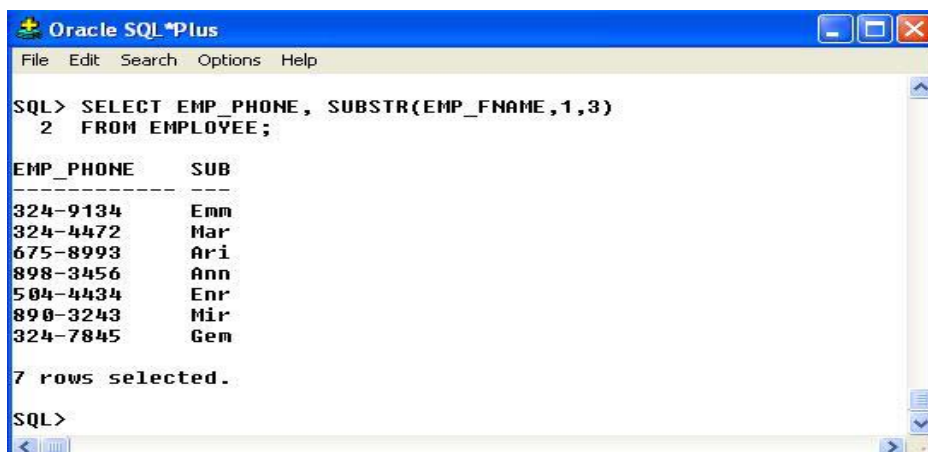 Oracle SQL*Plus
File Edit Search Options Help
SQL> SELECT EMP_PHONE, SUBSTR(EMP_FNAME,1,3)
2 FROM EMPLOYEE;
EMP_PHONE SUB
------------ ---
324-9134 Emm
324-4472 Mar
675-8993 Ari
898-3456 Ann
504-4434 Enr
890-3243 Mir
324-7845 Gem
7 rows selected.
SQL>